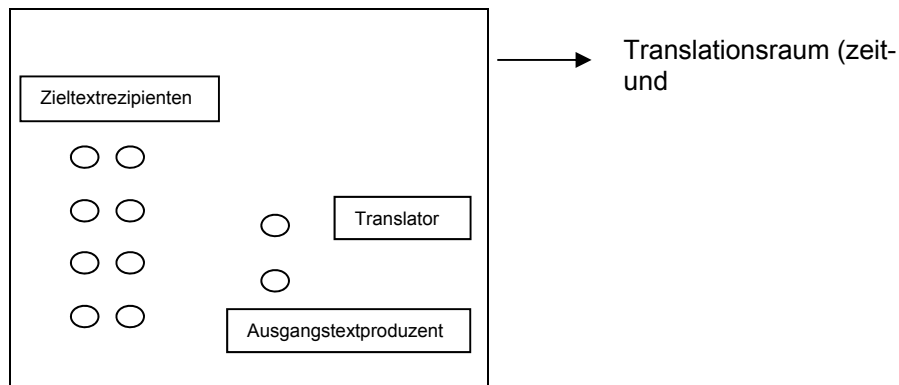 Translationsraum (zeit-
und
Zieltextrezipienten
Translator
Ausgangstextproduzent